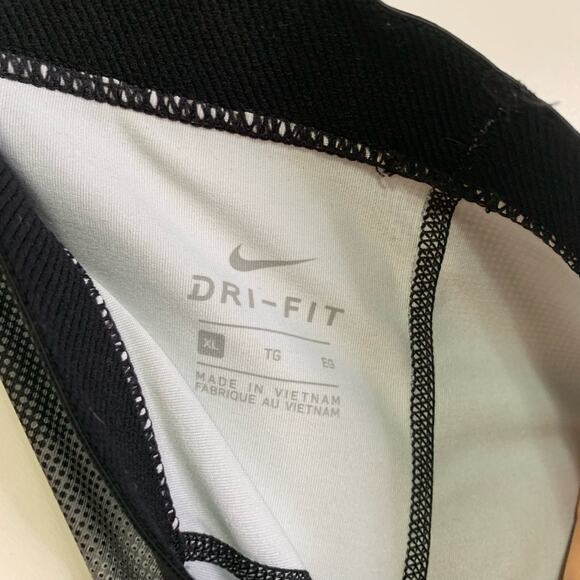 DRI-FIT
XL TG EG
MADE IN VIETNAM
FABRIQUE AU VIETNAM